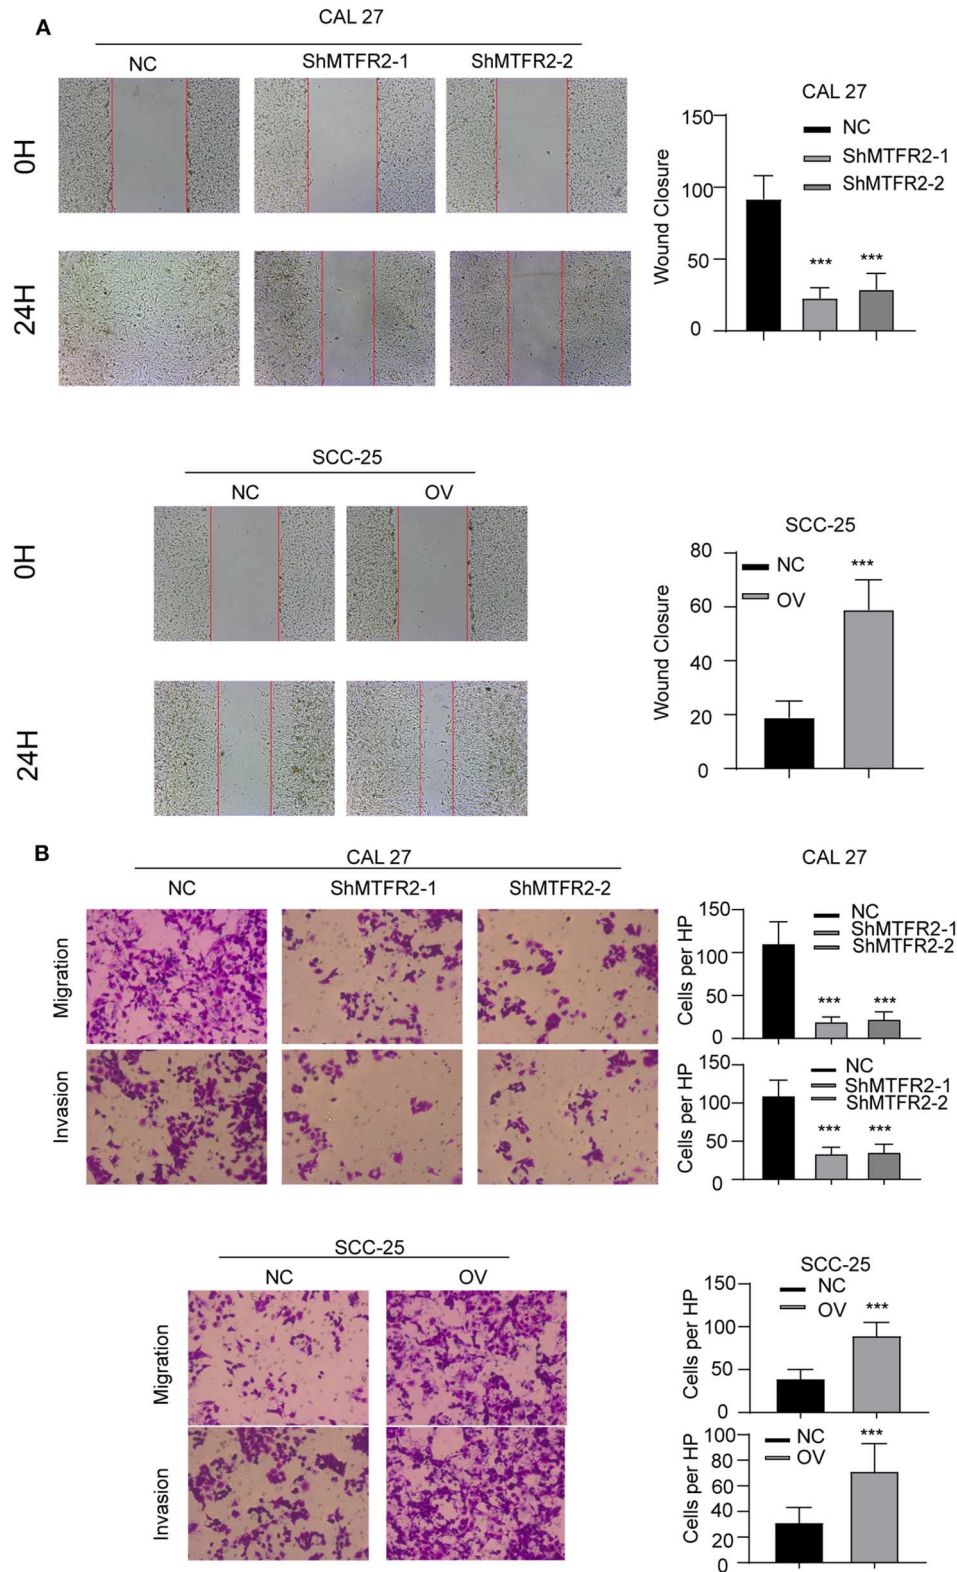 A
CAL 27
NC ShMTFR2-1 ShMTFR2-2
0H
24H
CAL 27
Wound Closure
150
100
50
0
NC
ShMTFR2-1
ShMTFR2-2
*** ***
SCC-25
NC OV
0H
24H
SCC-25
Wound Closure
80
60
40
20
0
NC
OV
***
B
CAL 27
NC ShMTFR2-1 ShMTFR2-2
Migration
Invasion
CAL 27
Cells per HP
150
100
50
0
NC
ShMTFR2-1
ShMTFR2-2
*** ***
Cells per HP
150
100
50
0
NC
ShMTFR2-1
ShMTFR2-2
*** ***
SCC-25
NC OV
Migration
Invasion
SCC-25
Cells per HP
150
100
50
0
NC
OV
***
Cells per HP
100
80
60
40
20
0
NC
OV
***